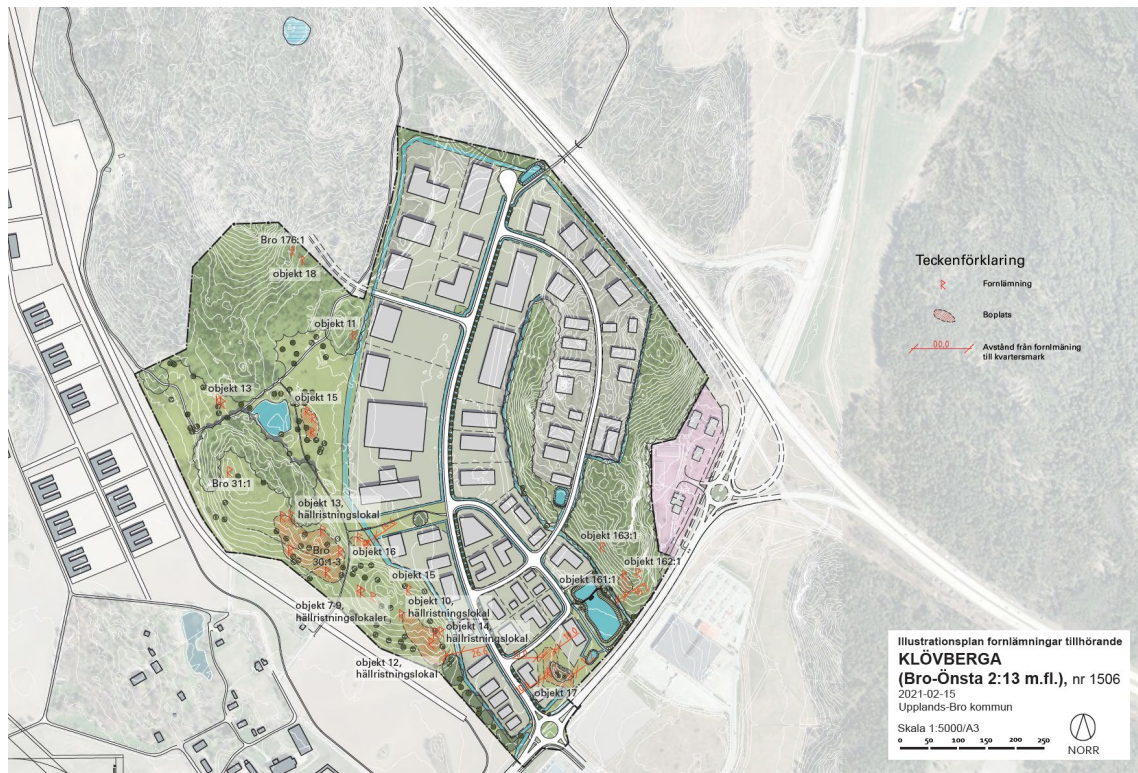 Bro 176:1
objekt 18
objekt 11
objekt 13
objekt 15
Bro 31:1
objekt 13,
hällristningslokal
Bro
30:1-3
objekt 16
objekt 163:1
objekt 162:1
objekt 161:1
objekt 15
objekt 7-9,
hällristningslokaler
objekt 10,
hällristningslokal
objekt 14,
hällristningslokal
objekt 12,
hällristningslokal
objekt 17
Teckenförklaring
R Fornlämning
Boplats
00.0 Avstånd från fornlmäning
till kvartersmark
Illustrationsplan fornlämningar tillhörande
KLÖVBERGA
(Bro-Önsta 2:13 m.fl.), nr 1506
2021-02-15
Upplands-Bro kommun
Skala 1:5000/A3
0 50 100 150 200 250
NORR